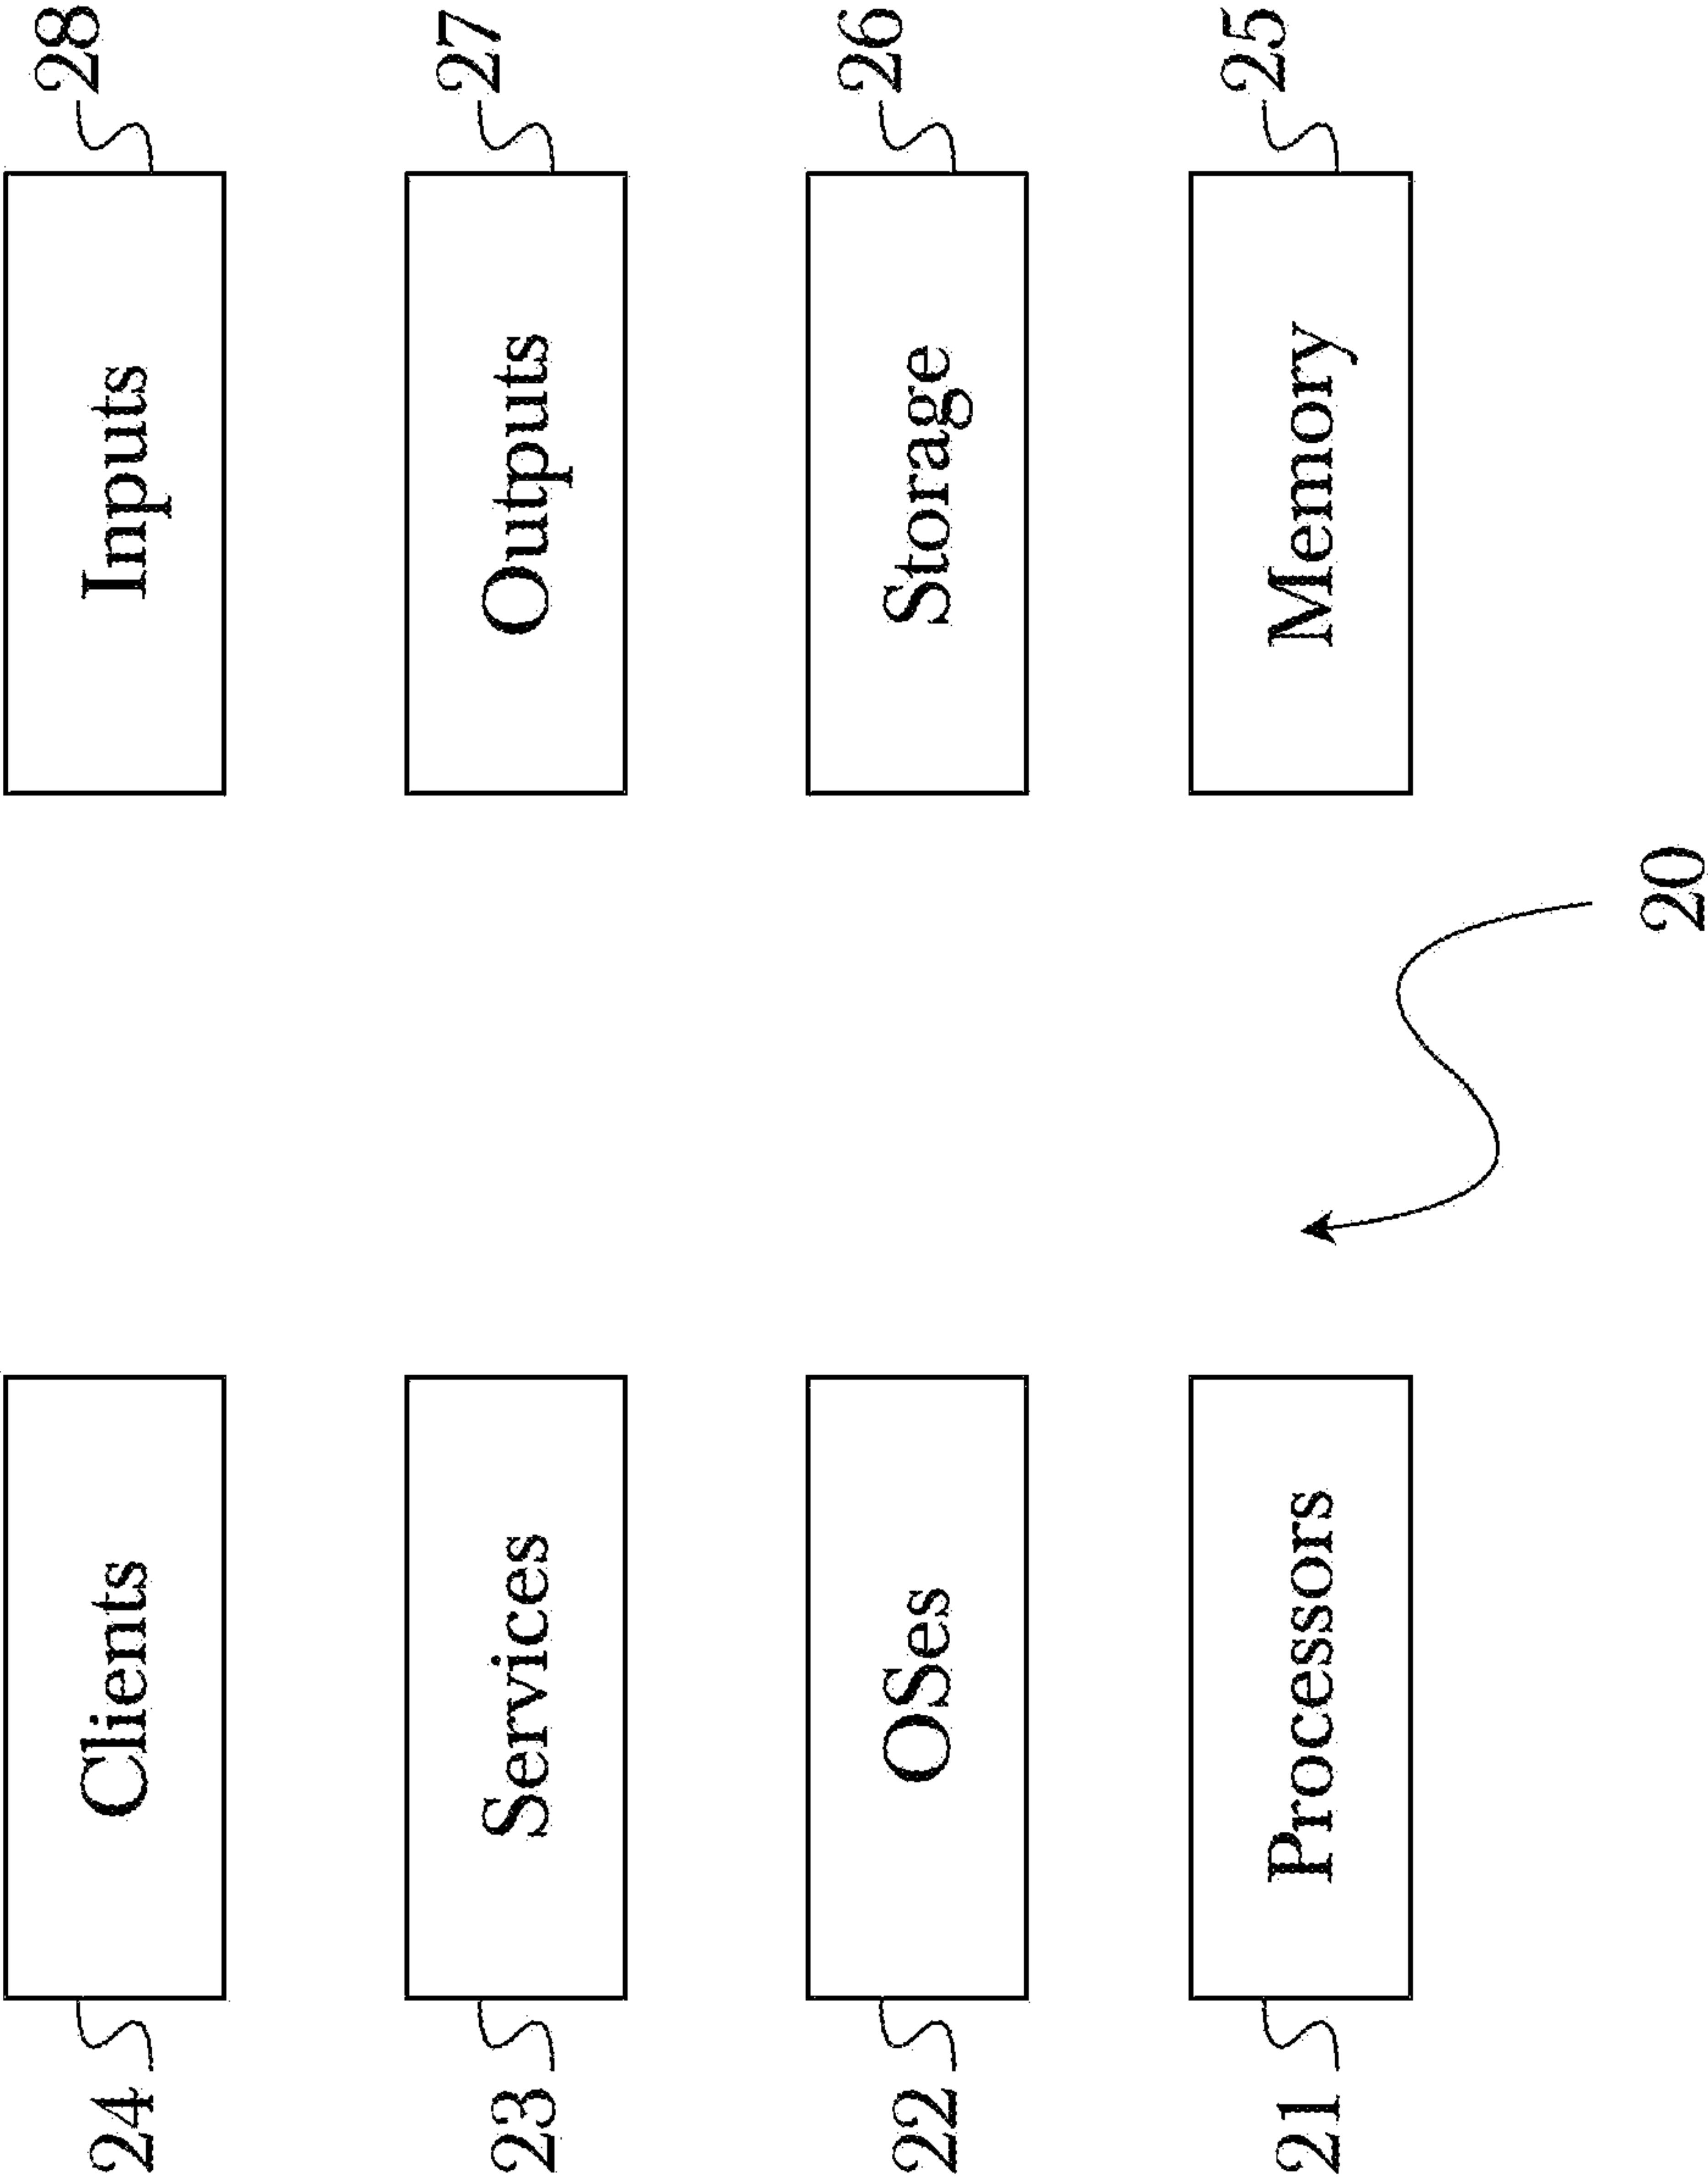 24 Clients Inputs 28
23 Services Outputs 27
22 OSes Storage 26
21 Processors Memory 25
20